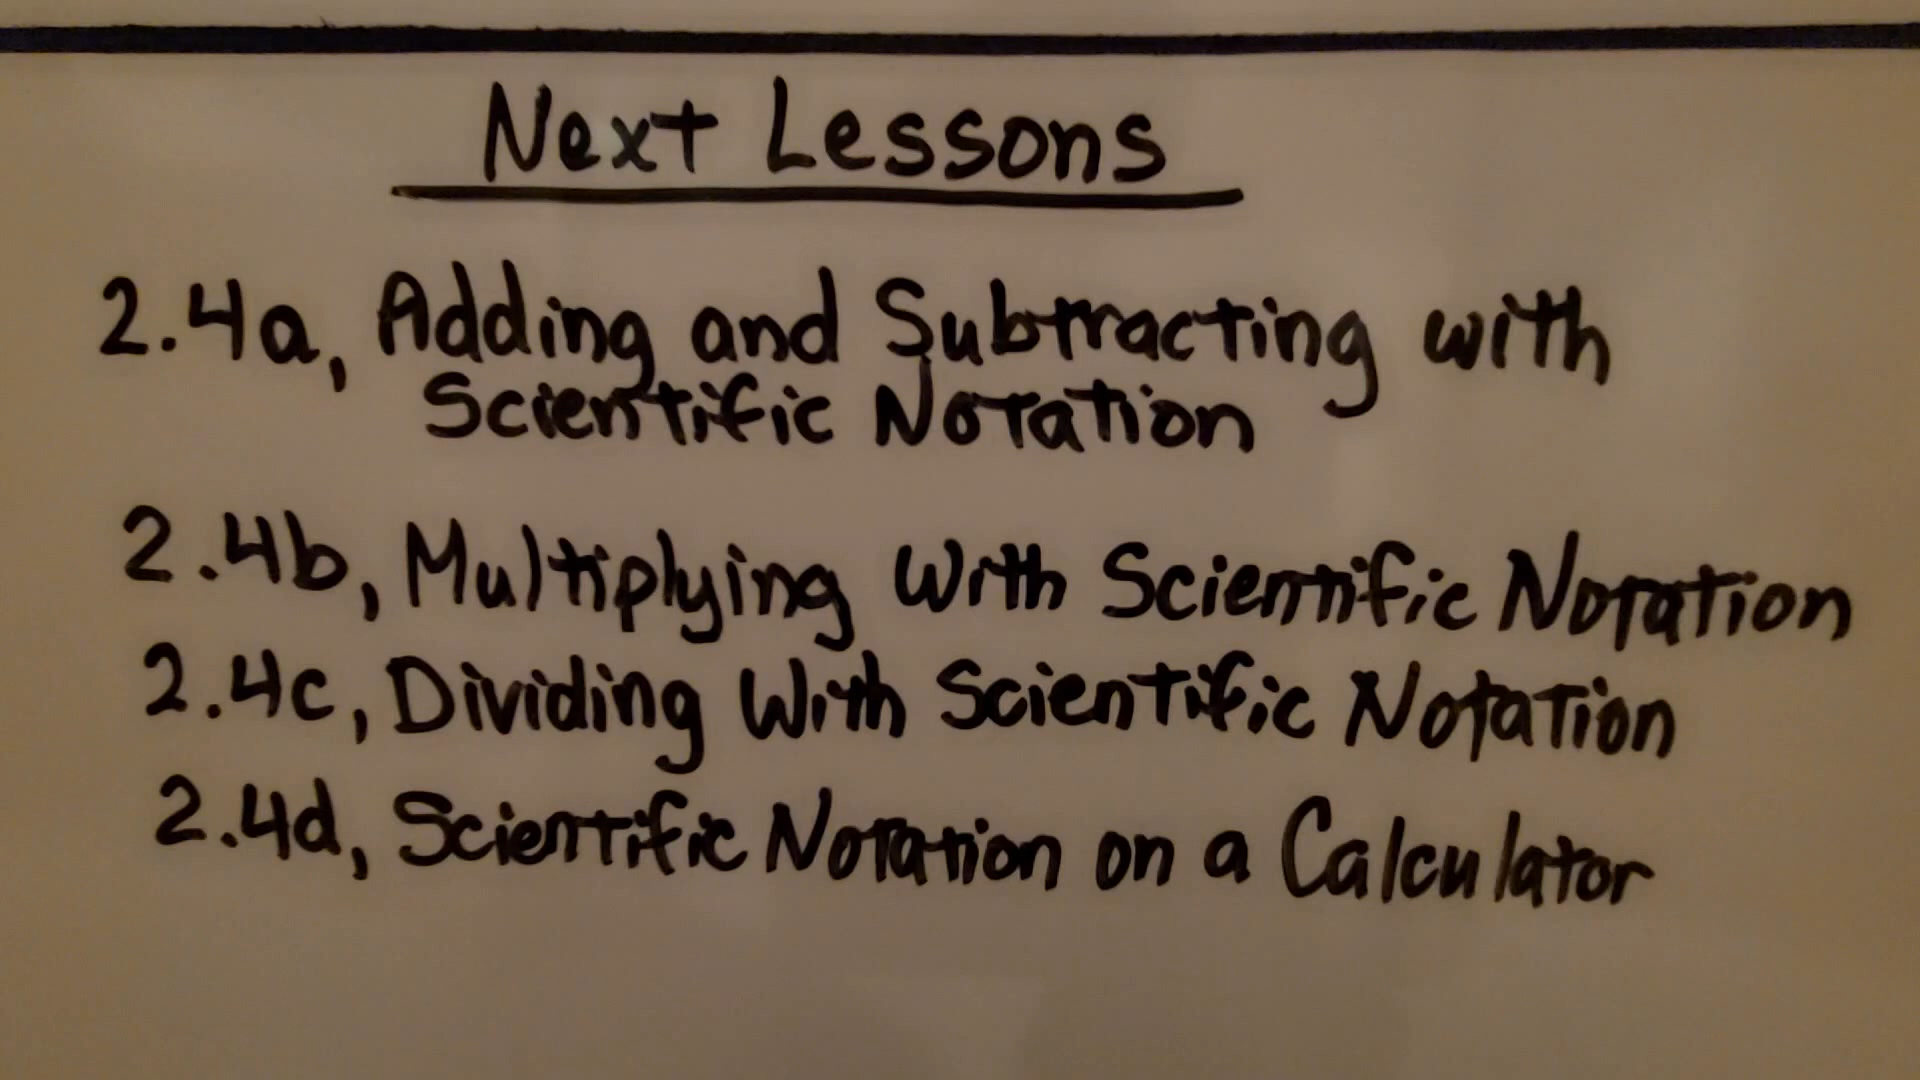 Next Lessons
2.4a, Adding and Subtracting with
Scientific Notation
2.4b, Multiplying With Scientific Notation
2.4c, Dividing With Scientific Notation
2.4d, Scientific Notation on a Calculator